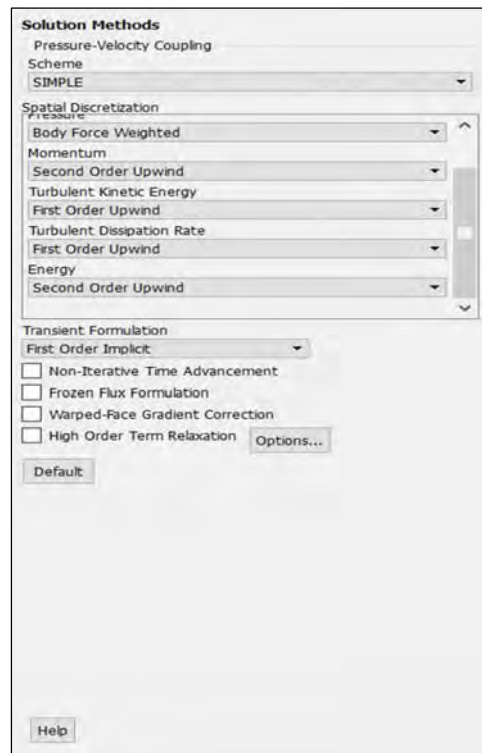 Solution Methods
Pressure-Velocity Coupling
Scheme
SIMPLE
Spatial Discretization
Pressure
Body Force Weighted
Momentum
Second Order Upwind
Turbulent Kinetic Energy
First Order Upwind
Turbulent Dissipation Rate
First Order Upwind
Energy
Second Order Upwind
Transient Formulation
First Order Implicit
Non-Iterative Time Advancement
Frozen Flux Formulation
Warped-Face Gradient Correction
High Order Term Relaxation Options...
Default
Help